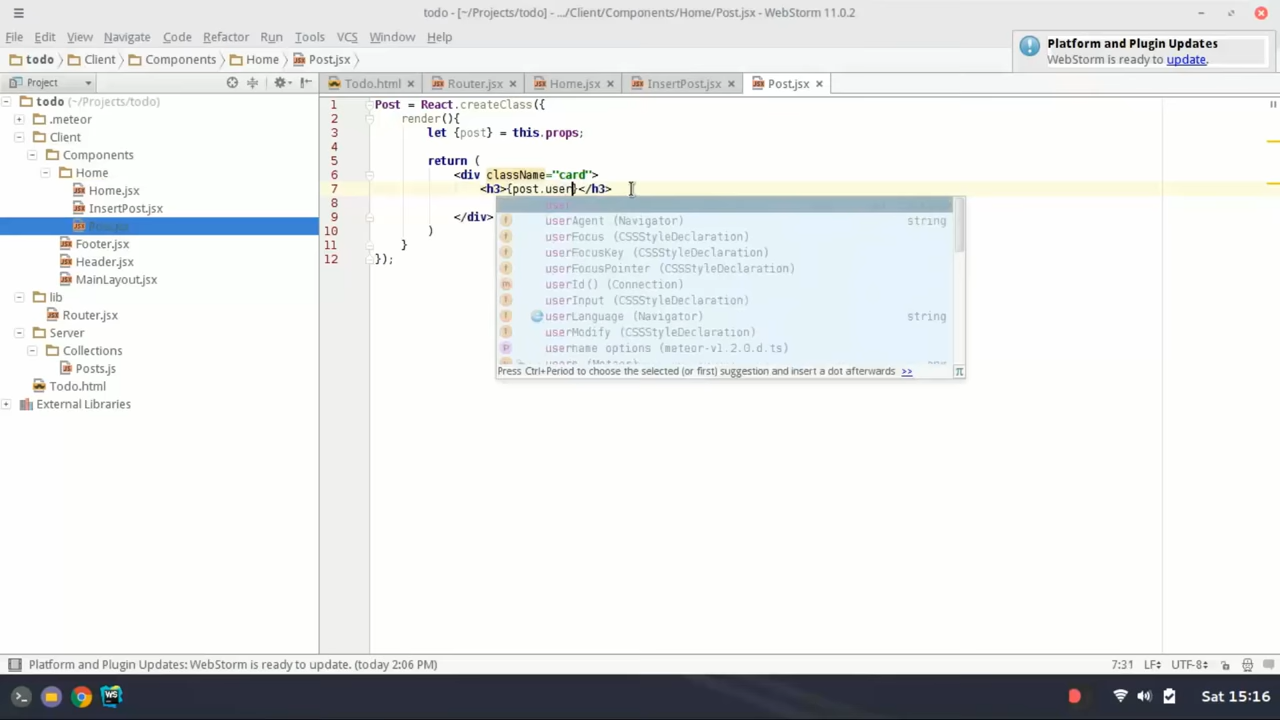 todo - [~/Projects/todo] - .../Client/Components/Home/Post.jsx - WebStorm 11.0.2
File Edit View Navigate Code Refactor Run Tools VCS Window Help
Platform and Plugin Updates
WebStorm is ready to update.
todo Client Components Home Post.jsx
Project
Todo.html Router.jsx Home.jsx InsertPost.jsx Post.jsx
todo (~/Projects/todo)
.meteor
Client
Components
Home
Home.jsx
InsertPost.jsx
Post.jsx
Footer.jsx
Header.jsx
MainLayout.jsx
lib
Router.jsx
Server
Collections
Posts.js
Todo.html
External Libraries
1 Post = React.createClass({
2 render(){
3 let {post} = this.props;
4
5 return (
6 <div className="card">
7 <h3>{post.user}</h3>
8
9 </div>
10 )
11 }
12 });
user
userAgent (Navigator) string
userFocus (CSSStyleDeclaration)
userFocusKey (CSSStyleDeclaration)
userFocusPointer (CSSStyleDeclaration)
userId() (Connection)
userInput (CSSStyleDeclaration)
userLanguage (Navigator) string
userModify (CSSStyleDeclaration)
username options (meteor-v1.2.0.d.ts)
users (Meteor) any
Press Ctrl+Period to choose the selected (or first) suggestion and insert a dot afterwards >> π
Platform and Plugin Updates: WebStorm is ready to update. (today 2:06 PM) 7:31 LF UTF-8
WS
Sat 15:16